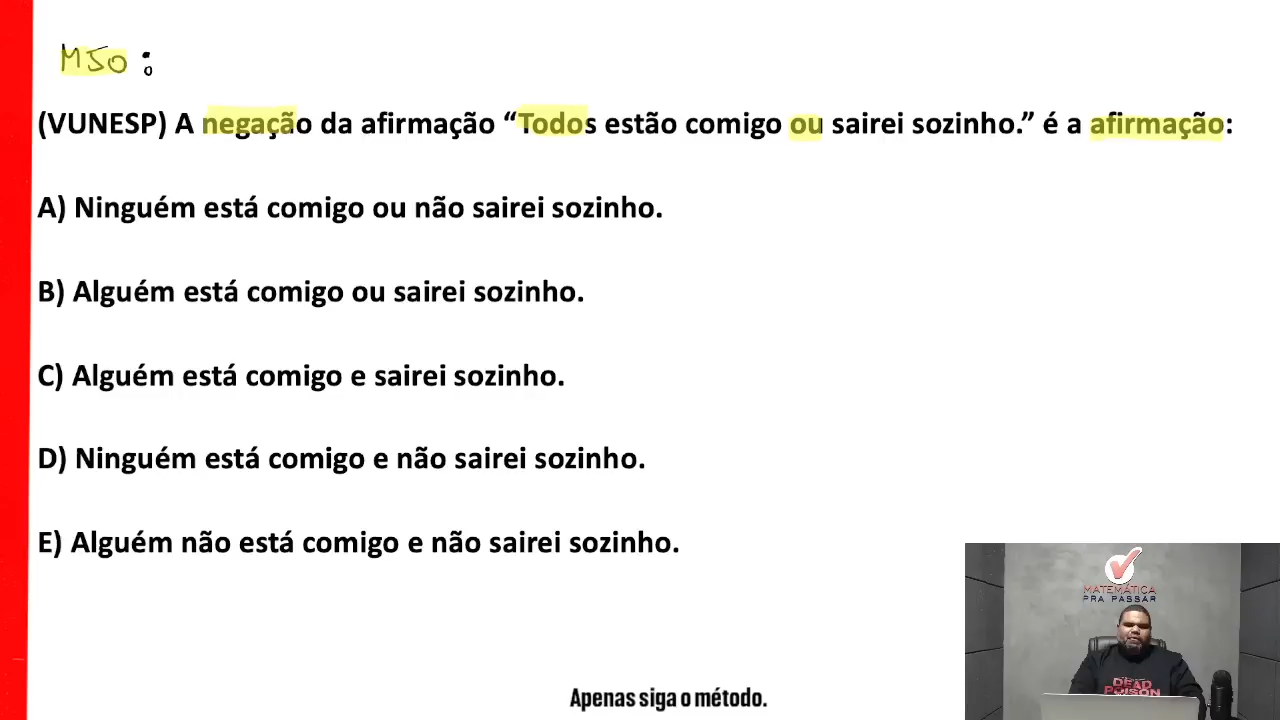 M50:
(VUNESP) A negação da afirmação “Todos estão comigo ou sairei sozinho.” é a afirmação:
A) Ninguém está comigo ou não sairei sozinho.
B) Alguém está comigo ou sairei sozinho.
C) Alguém está comigo e sairei sozinho.
D) Ninguém está comigo e não sairei sozinho.
E) Alguém não está comigo e não sairei sozinho.
MATEMÁTICA
PRA PASSAR
DEAD
POISON
Apenas siga o método.